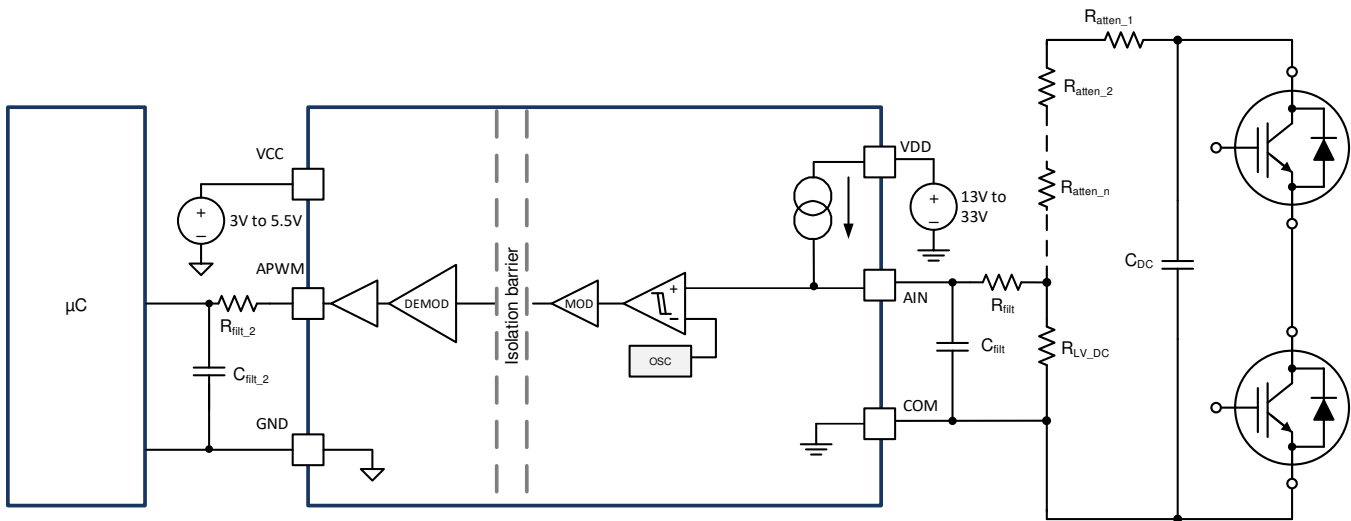 Ratten_1
Ratten_2
VCC
VDD
3V to 5.5V
13V to
33V
Ratten_n
APWM
Isolation barrier
CDC
µC
DEMOD
MOD
+
−
AIN
Rfilt
Rfilt_2
OSC
Cfilt
RLV_DC
Cfilt_2
GND
COM
+
−
+
−